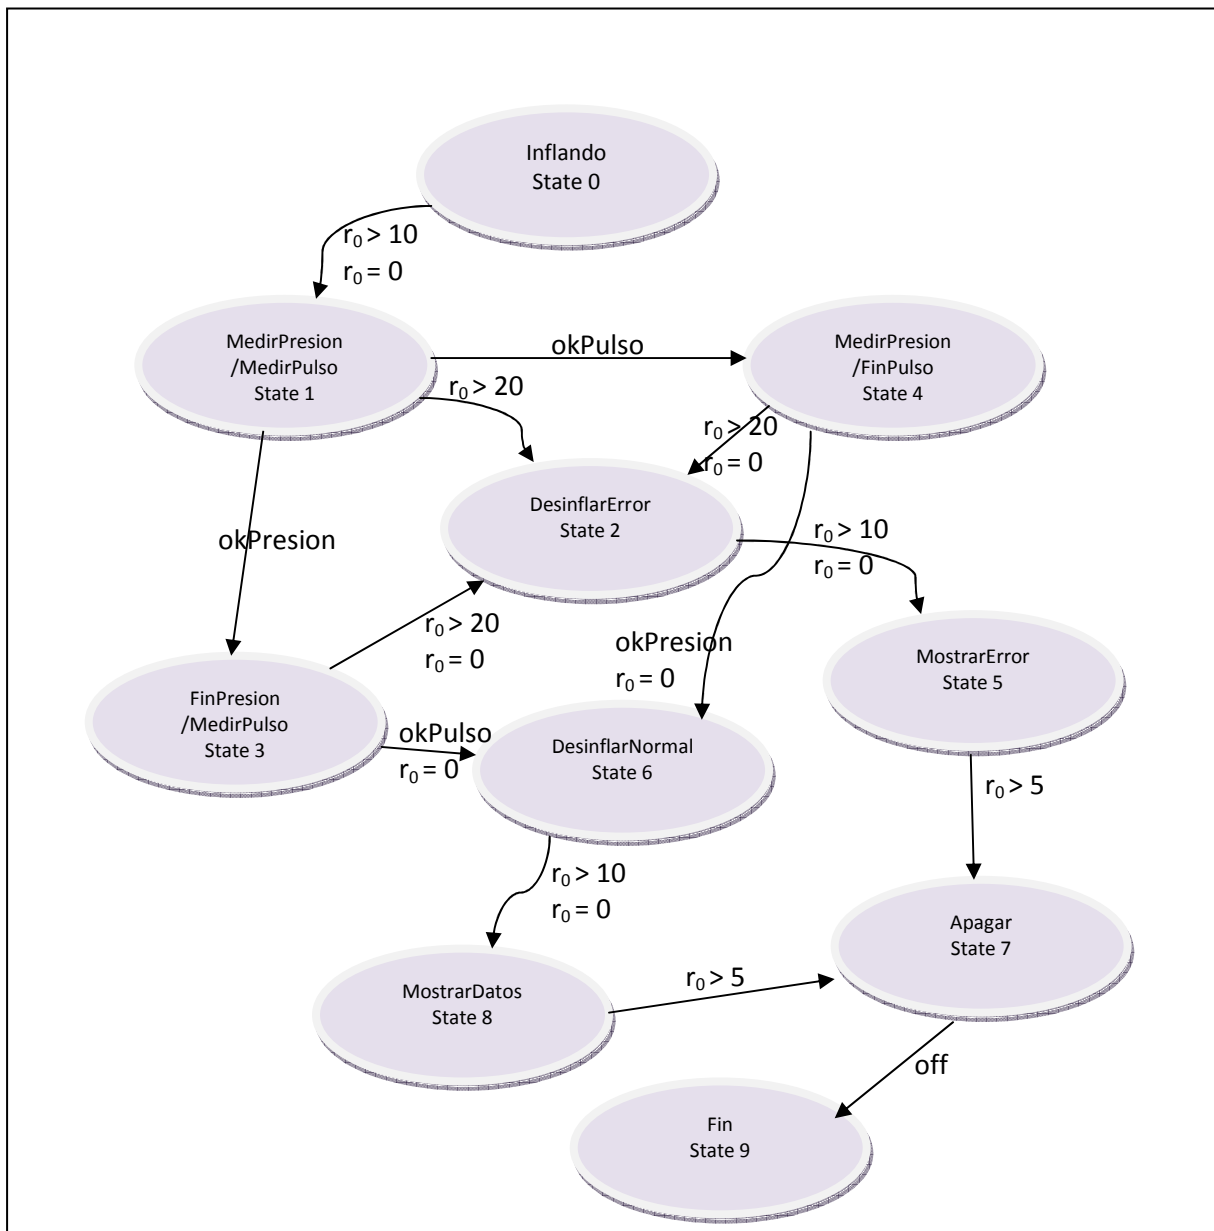 Inflando
State 0
r₀ > 10
r₀ = 0
MedirPresion
/MedirPulso
State 1
okPulso
MedirPresion
/FinPulso
State 4
r₀ > 20
r₀ > 20
r₀ = 0
DesinflarError
State 2
okPresion
r₀ > 10
r₀ = 0
r₀ > 20
r₀ = 0
okPresion
r₀ = 0
MostrarError
State 5
FinPresion
/MedirPulso
State 3
okPulso
r₀ = 0
DesinflarNormal
State 6
r₀ > 5
r₀ > 10
r₀ = 0
Apagar
State 7
MostrarDatos
State 8
r₀ > 5
off
Fin
State 9